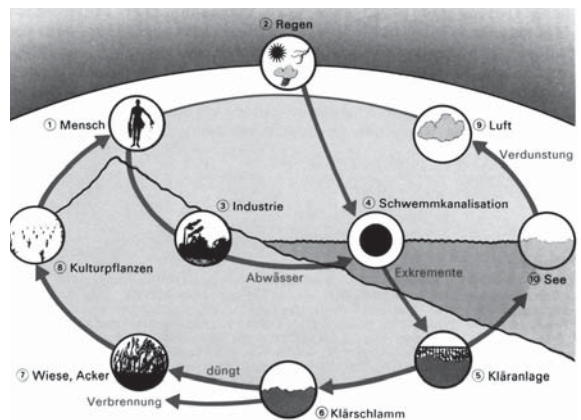 ② Regen
① Mensch
⑨ Luft
Verdunstung
③ Industrie
④ Schwemmkanalisation
Abwässer
Exkremente
⑧ Kulturpflanzen
⑩ See
⑦ Wiese, Acker
düngt
⑤ Kläranlage
Verbrennung
⑥ Klärschlamm